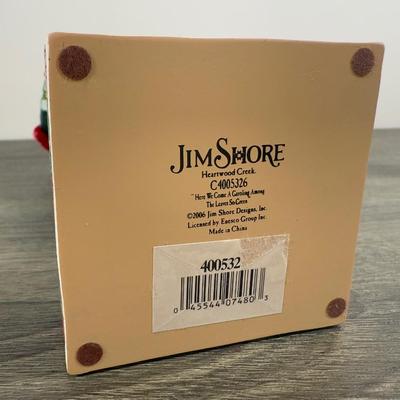 JIM SHORE
Heartwood Creek
C4005326
"Here We Come A Caroling Among
The Leaves So Green
©2006 Jim Shore Designs, Inc.
Licensed by Enesco Group Inc.
Made in China
400532
0 45544 07480 3